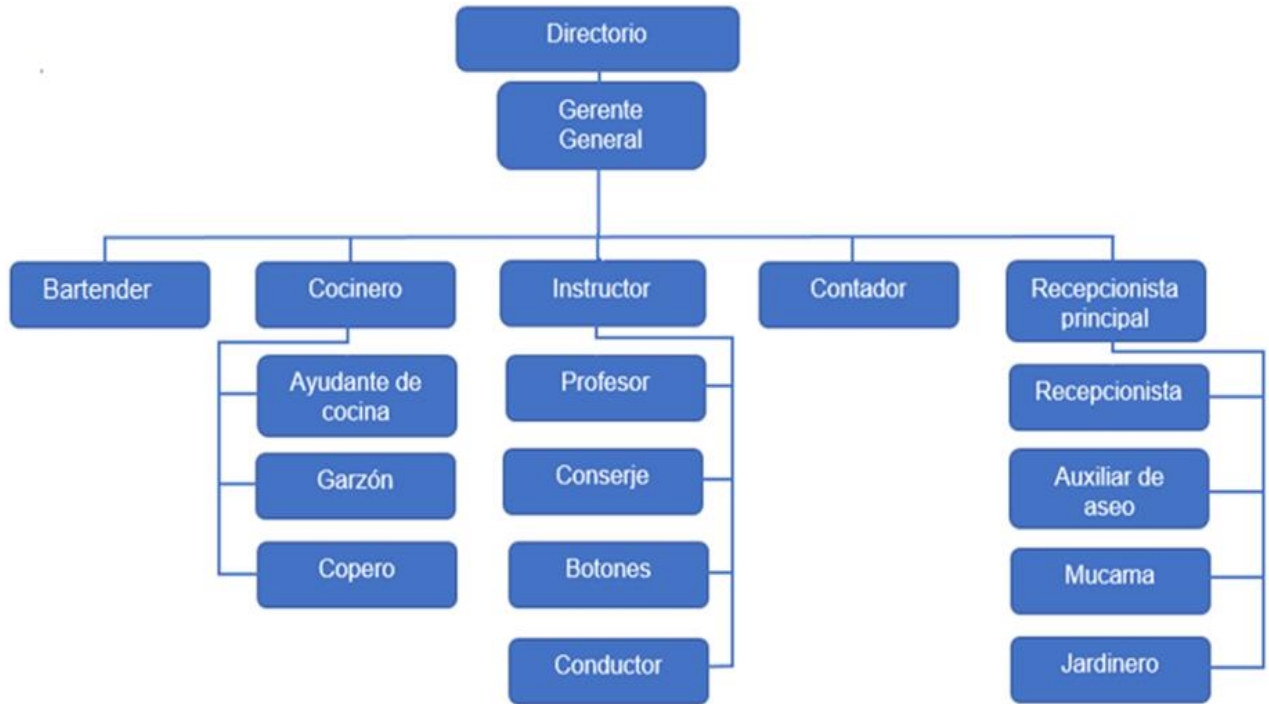 Directorio
Gerente
General
Bartender
Cocinero
Instructor
Contador
Recepcionista
principal
Ayudante de
cocina
Garzón
Copero
Profesor
Conserje
Botones
Conductor
Recepcionista
Auxiliar de
aseo
Mucama
Jardinero